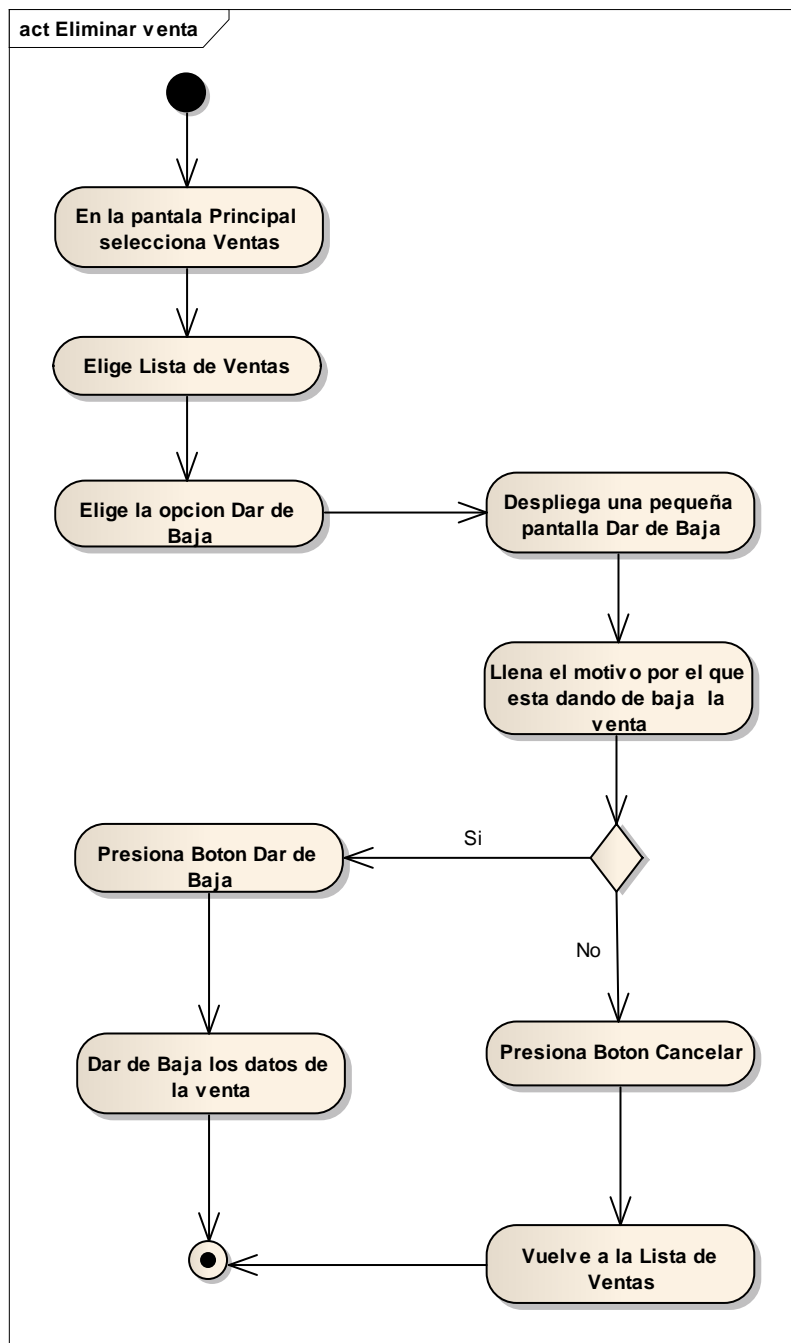 act Eliminar venta
En la pantala Principal
selecciona Ventas
Elige Lista de Ventas
Elige la opcion Dar de
Baja
Despliega una pequeña
pantalla Dar de Baja
Llena el motivo por el que
esta dando de baja la
venta
Si
Presiona Boton Dar de
Baja
No
Dar de Baja los datos de
la venta
Presiona Boton Cancelar
Vuelve a la Lista de
Ventas